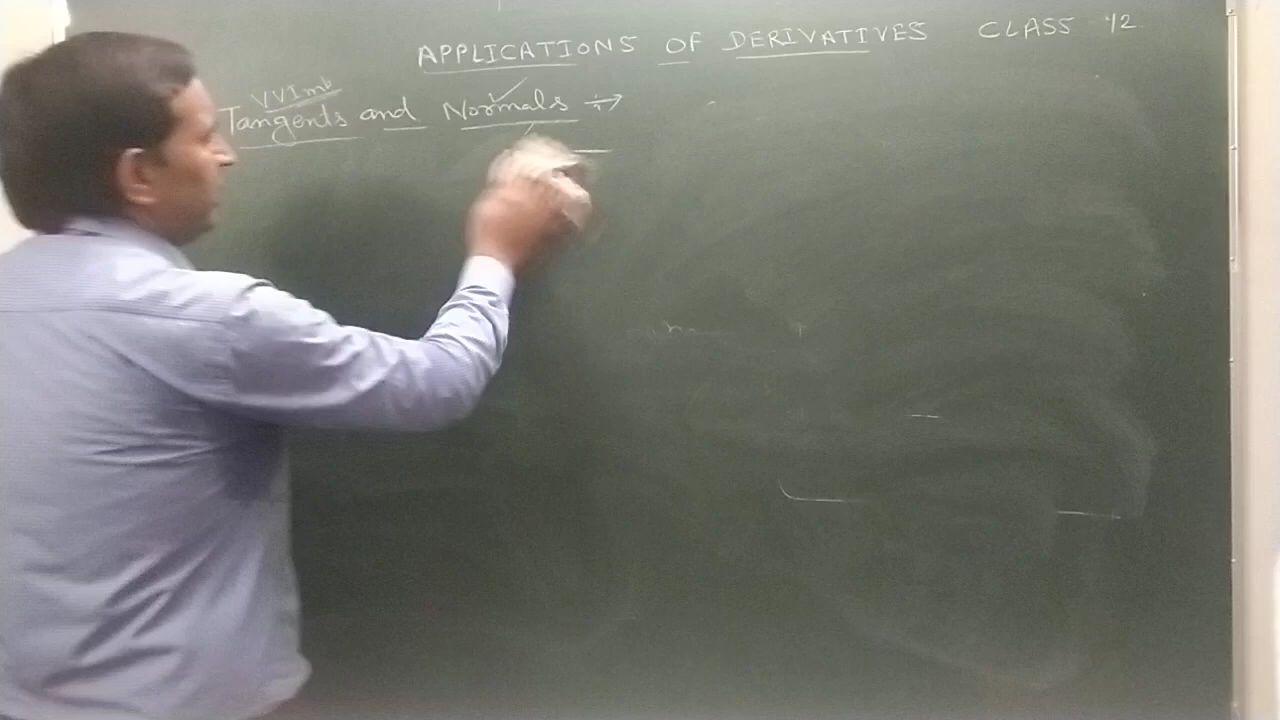 APPLICATIONS OF DERIVATIVES CLASS 12
VVImp
Tangents and Normals ÷→